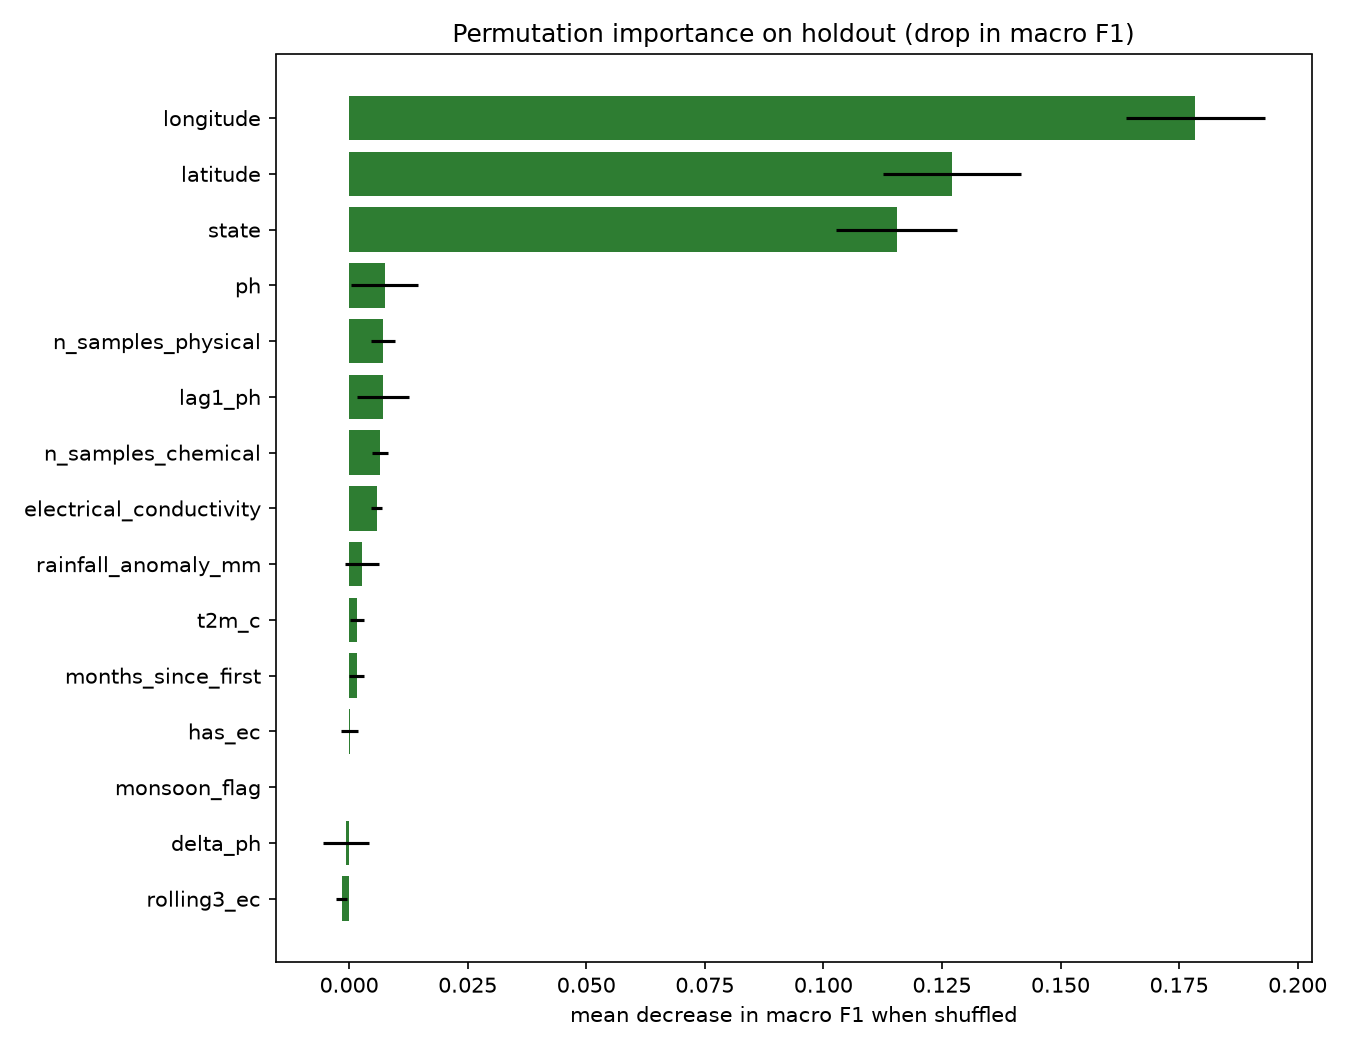 Permutation importance on holdout (drop in macro F1)
longitude
latitude
state
ph
n_samples_physical
lag1_ph
n_samples_chemical
electrical_conductivity
rainfall_anomaly_mm
t2m_c
months_since_first
has_ec
monsoon_flag
delta_ph
rolling3_ec
0.000 0.025 0.050 0.075 0.100 0.125 0.150 0.175 0.200
mean decrease in macro F1 when shuffled